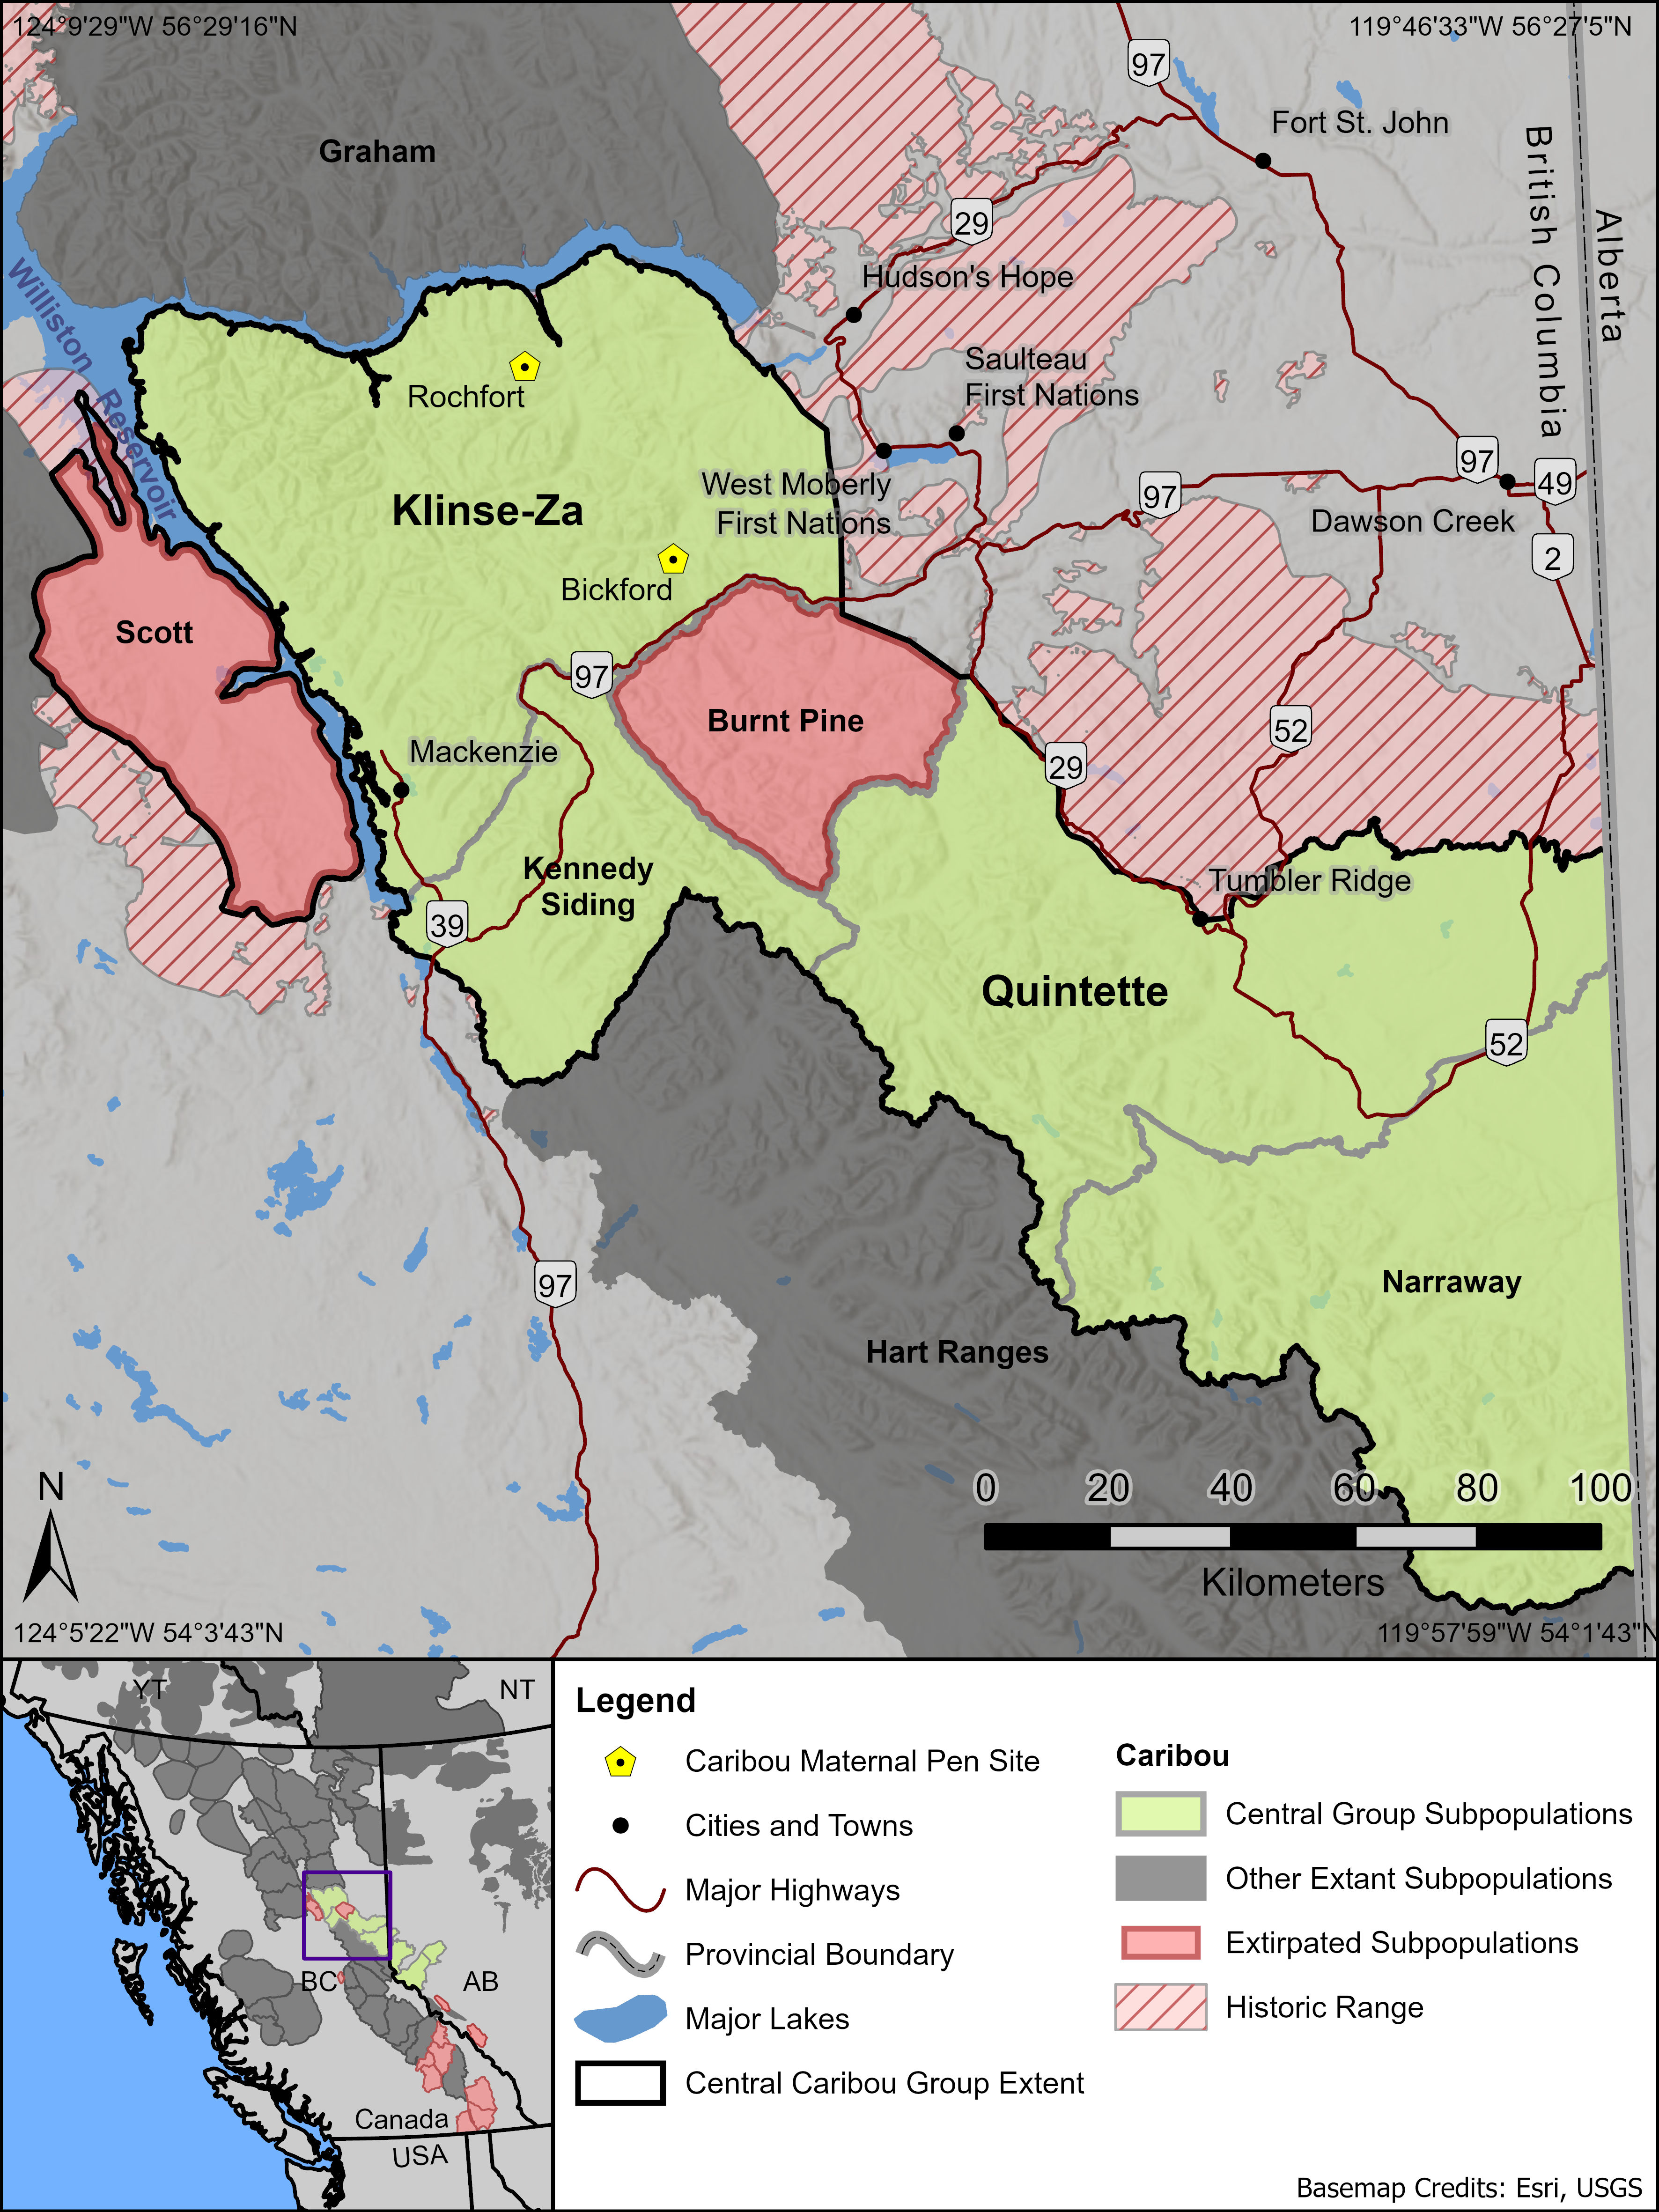 124°9'29"W 56°29'16"N
119°46'33"W 56°27'5"N
97
Fort St. John
Graham
British Columbia
Alberta
29
Hudson's Hope
Williston Reservoir
Saulteau
First Nations
Rochfort
97
49
West Moberly
First Nations
97
Klinse-Za
Dawson Creek
2
Bickford
Scott
97
Burnt Pine
52
Mackenzie
29
Kennedy
Siding
Tumbler Ridge
39
Quintette
52
97
Narraway
Hart Ranges
N
0 20 40 60 80 100
Kilometers
124°5'22"W 54°3'43"N
119°57'59"W 54°1'43"N
YT
NT
BC
AB
Canada
USA
Legend
Caribou Maternal Pen Site
Cities and Towns
Major Highways
Provincial Boundary
Major Lakes
Central Caribou Group Extent
Caribou
Central Group Subpopulations
Other Extant Subpopulations
Extirpated Subpopulations
Historic Range
Basemap Credits: Esri, USGS